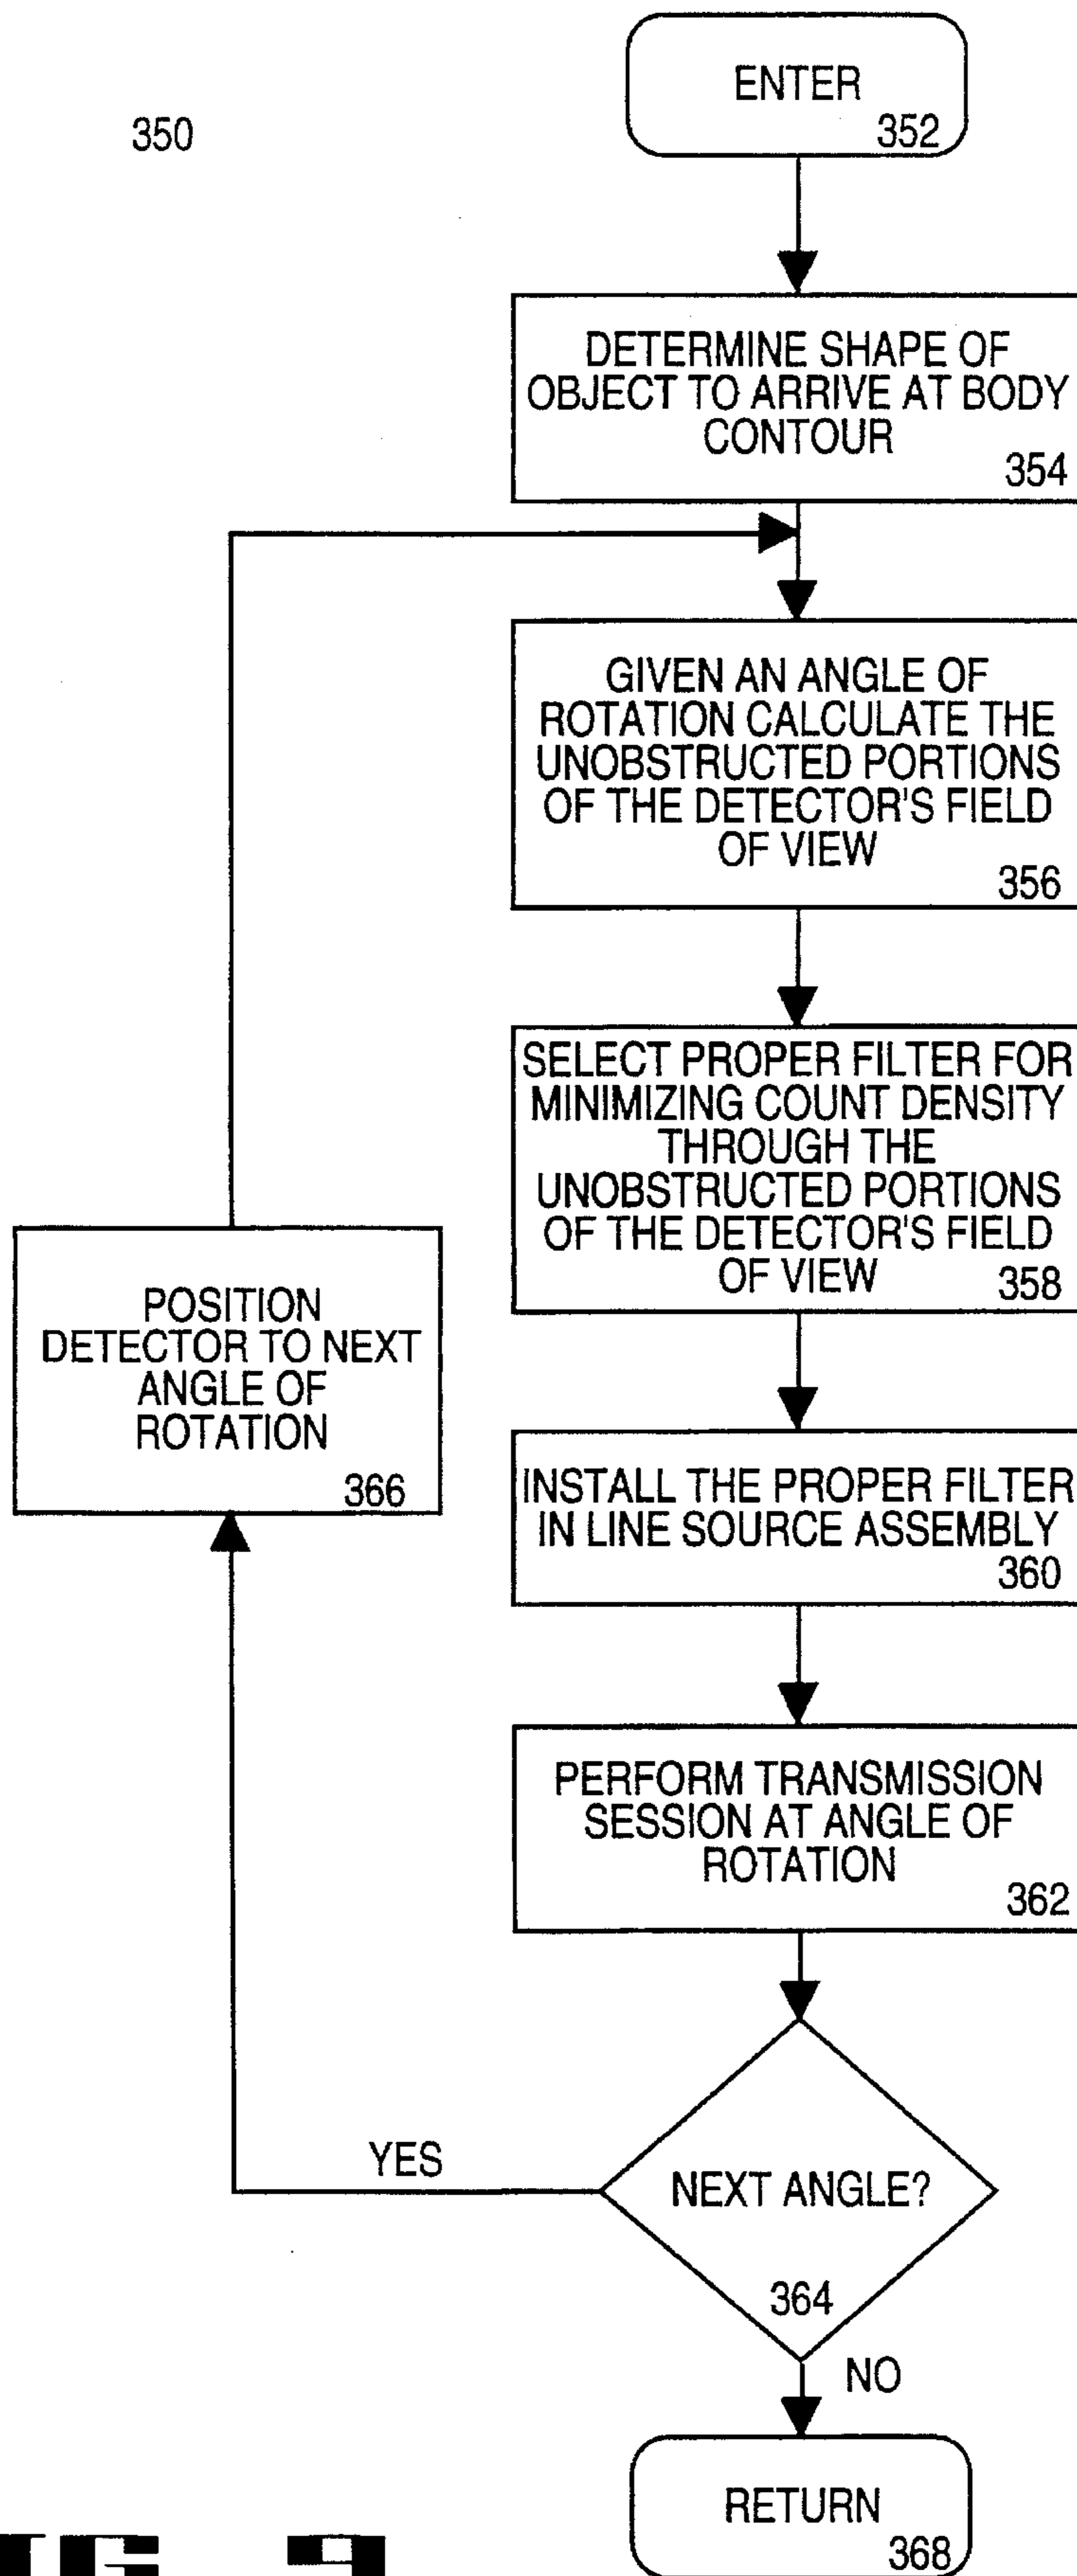 350
ENTER
352
DETERMINE SHAPE OF
OBJECT TO ARRIVE AT BODY
CONTOUR
354
GIVEN AN ANGLE OF
ROTATION CALCULATE THE
UNOBSTRUCTED PORTIONS
OF THE DETECTOR'S FIELD
OF VIEW
356
SELECT PROPER FILTER FOR
MINIMIZING COUNT DENSITY
THROUGH THE
UNOBSTRUCTED PORTIONS
OF THE DETECTOR'S FIELD
OF VIEW
358
POSITION
DETECTOR TO NEXT
ANGLE OF
ROTATION
366
INSTALL THE PROPER FILTER
IN LINE SOURCE ASSEMBLY
360
PERFORM TRANSMISSION
SESSION AT ANGLE OF
ROTATION
362
YES
NEXT ANGLE?
364
NO
RETURN
368